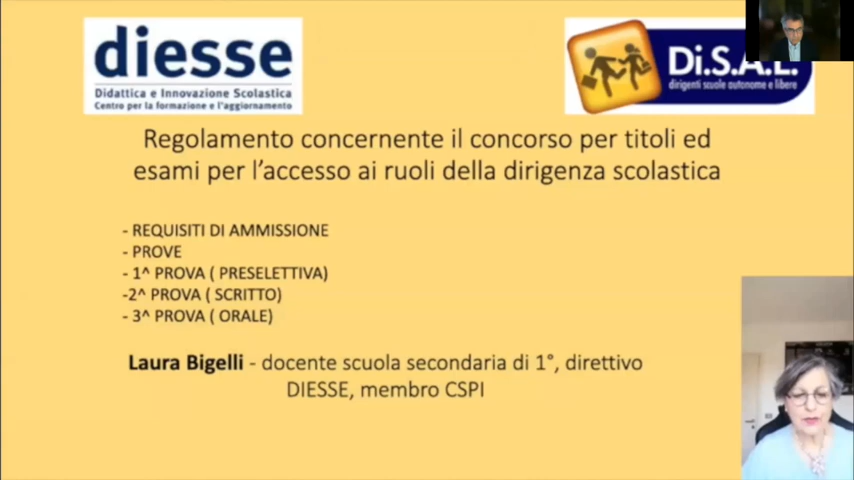 diesse
Didattica e Innovazione Scolastica
Centro per la formazione e l'aggiornamento
Di.S.A.L.
dirigenti scuole autonome e libere
Regolamento concernente il concorso per titoli ed
esami per l'accesso ai ruoli della dirigenza scolastica
- REQUISITI DI AMMISSIONE
- PROVE
- 1^ PROVA ( PRESELETTIVA)
-2^ PROVA ( SCRITTO)
- 3^ PROVA ( ORALE)
Laura Bigelli - docente scuola secondaria di 1°, direttivo
DIESSE, membro CSPI